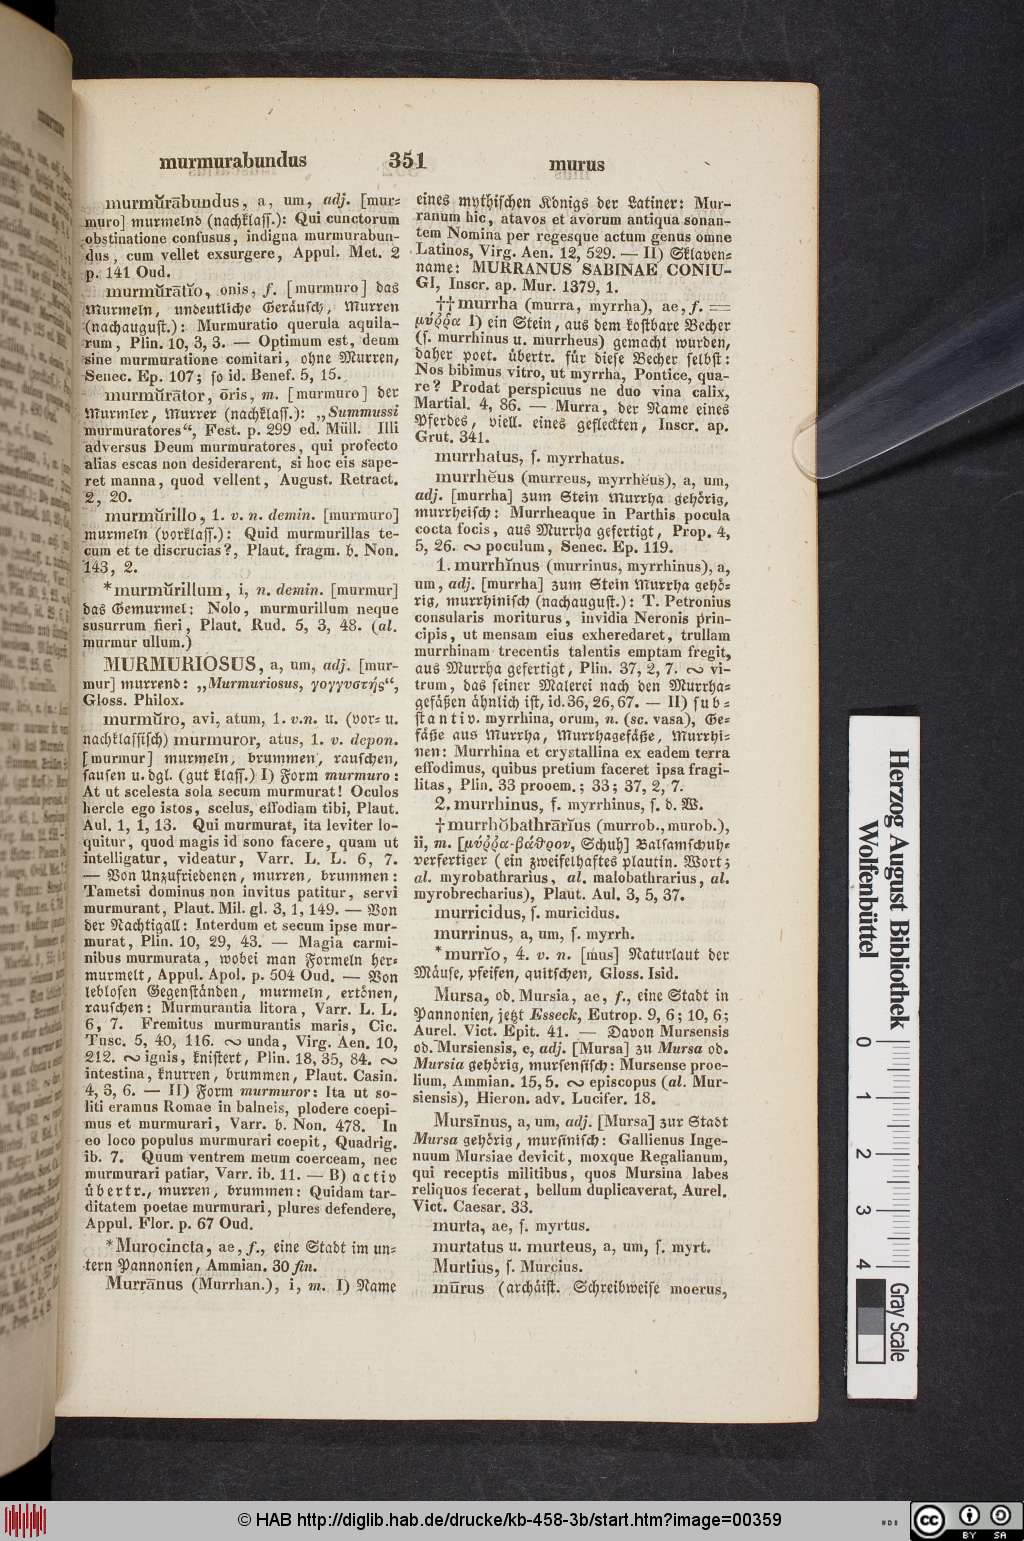 murmurabundus 351 murus
murmŭrābundus, a, um, adj. [mur-
muro] murmelnd (nachklass.): Qui cunctorum
obstinatione confusus, indigna murmurabun-
dus, cum vellet exsurgere, Appul. Met. 2
p. 141 Oud.
murmŭrātĭo, onis, f. [murmuro] das
Murmeln, undeutliche Geräusch, Murren
(nachaugust.): Murmuratio querula aquila-
rum, Plin. 10, 3, 3. — Optimum est, deum
sine murmuratione comitari, ohne Murren,
Senec. Ep. 107; so id. Benef. 5, 15.
murmŭrātor, ōris, m. [murmuro] der
Murmler, Murrer (nachklass.): „Summussi
murmuratores“, Fest. p. 299 ed. Müll. Illi
adversus Deum murmuratores, qui profecto
alias escas non desiderarent, si hoc eis sape-
ret manna, quod vellent, August. Retract.
2, 20.
murmŭrillo, 1. v. n. demin. [murmuro]
murmeln (vorklass.): Quid murmurillas te-
cum et te discrucias?, Plaut. fragm. b. Non.
143, 2.
*murmŭrillum, i, n. demin. [murmur]
das Gemurmel: Nolo, murmurillum neque
susurrum fieri, Plaut. Rud. 5, 3, 48. (al.
murmur ullum.)
MURMURIOSUS, a, um, adj. [mur-
mur] murrend: „Murmuriosus, γογγυστής“,
Gloss. Philox.
murmŭro, avi, atum, 1. v.n. u. (vor- u.
nachklassisch) murmuror, atus, 1. v. depon.
[murmur] murmeln, brummen, rauschen,
sausen u. dgl. (gut klass.) I) Form murmuro:
At ut scelesta sola secum murmurat! Oculos
hercle ego istos, scelus, effodiam tibi, Plaut.
Aul. 1, 1, 13. Qui murmurat, ita leviter lo-
quitur, quod magis id sono facere, quam ut
intelligatur, videatur, Varr. L. L. 6, 7.
— Von Unzufriedenen, murren, brummen:
Tametsi dominus non invitus patitur, servi
murmurant, Plaut. Mil. gl. 3, 1, 149. — Von
der Nachtigall: Interdum et secum ipse mur-
murat, Plin. 10, 29, 43. — Magia carmi-
nibus murmurata, wobei man Formeln her-
murmelt, Appul. Apol. p. 504 Oud. — Von
leblosen Gegenständen, murmeln, ertönen,
rauschen: Murmurantia litora, Varr. L. L.
6, 7. Fremitus murmurantis maris, Cic.
Tusc. 5, 40, 116. ∾ unda, Virg. Aen. 10,
212. ∾ ignis, knistert, Plin. 18, 35, 84. ∾
intestina, knurren, brummen, Plaut. Casin.
4, 3, 6. — II) Form murmuror: Ita ut so-
liti eramus Romae in balneis, plodere coepi-
mus et murmurari, Varr. b. Non. 478. In
eo loco populus murmurari coepit, Quadrig.
ib. 7. Quum ventrem meum coerceam, nec
murmurari patiar, Varr. ib. 11. — B) activ
übertr., murren, brummen: Quidam tar-
ditatem poetae murmurari, plures defendere,
Appul. Flor. p. 67 Oud.
*Murocincta, ae, f., eine Stadt im un-
tern Pannonien, Ammian. 30 fin.
Murrānus (Murrhan.), i, m. I) Name
eines mythischen Königs der Latiner: Mur-
ranum hic, atavos et avorum antiqua sonan-
tem Nomina per regesque actum genus omne
Latinos, Virg. Aen. 12, 529. — II) Sklaven-
name: MURRANUS SABINAE CONIU-
GI, Inscr. ap. Mur. 1379, 1.
††murrha (murra, myrrha), ae, f. =
μύῤῥα I) ein Stein, aus dem kostbare Becher
(s. murrhinus u. murrheus) gemacht wurden,
daher poet. übertr. für diese Becher selbst:
Nos bibimus vitro, ut myrrha, Pontice, qua-
re? Prodat perspicuus ne duo vina calix,
Martial. 4, 86. — Murra, der Name eines
Pferdes, viell. eines gefleckten, Inscr. ap.
Grut. 341.
murrhatus, s. myrrhatus.
murrhĕus (murreus, myrrhĕus), a, um,
adj. [murrha] zum Stein Murrha gehörig,
murrheisch: Murrheaque in Parthis pocula
cocta focis, aus Murrha gefertigt, Prop. 4,
5, 26. ∾ poculum, Senec. Ep. 119.
1. murrhĭnus (murrinus, myrrhinus), a,
um, adj. [murrha] zum Stein Murrha gehö-
rig, murrhinisch (nachaugust.): T. Petronius
consularis moriturus, invidia Neronis prin-
cipis, ut mensam eius exheredaret, trullam
murrhinam trecentis talentis emptam fregit,
aus Murrha gefertigt, Plin. 37, 2, 7. ∾ vi-
trum, das seiner Malerei nach den Murrha-
gefäßen ähnlich ist, id. 36, 26, 67. — II) sub-
stantiv. myrrhina, orum, n. (sc. vasa), Ge-
fäße aus Murrha, Murrhagefäße, Murrhi-
nen: Murrhina et crystallina ex eadem terra
effodimus, quibus pretium faceret ipsa fragi-
litas, Plin. 33 prooem.; 33; 37, 2, 7.
2. murrhinus, f. myrrhinus, s. d. W.
†murrhŏbathrārĭus (murrob., murob.),
ii, m. [μύῤῥα-βάθρον, Schuh] Balsamschuh-
verfertiger (ein zweifelhaftes plautin. Wort;
al. myrobathrarius, al. malobathrarius, al.
myrobrecharius), Plaut. Aul. 3, 5, 37.
murricidus, s. muricidus.
murrinus, a, um, s. myrrh.
*murrĭo, 4. v. n. [mus] Naturlaut der
Mäuse, pfeifen, quitschen, Gloss. Isid.
Mursa, od. Mursia, ae, f., eine Stadt in
Pannonien, jetzt Esseck, Eutrop. 9, 6; 10, 6;
Aurel. Vict. Epit. 41. — Davon Mursensis
od. Mursiensis, e, adj. [Mursa] zu Mursa od.
Mursia gehörig, mursensisch: Mursense proe-
lium, Ammian. 15, 5. ∾ episcopus (al. Mur-
siensis), Hieron. adv. Lucifer. 18.
Mursīnus, a, um, adj. [Mursa] zur Stadt
Mursa gehörig, mursinisch: Gallienus Inge-
nuum Mursiae devicit, moxque Regalianum,
qui receptis militibus, quos Mursina labes
reliquos fecerat, bellum duplicaverat, Aurel.
Vict. Caesar. 33.
murta, ae, s. myrtus.
murtatus u. murteus, a, um, s. myrt.
Murtius, s. Murcius.
mūrus (archäist. Schreibweise moerus,
Herzog August Bibliothek
Wolfenbüttel
0 1 2 3 4
Gray Scale
© HAB http://diglib.hab.de/drucke/kb-458-3b/start.htm?image=00359
cc BY SA